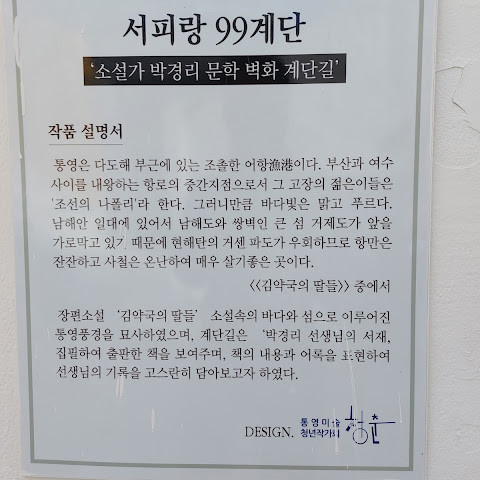 서피랑 99계단
'소설가 박경리 문학 벽화 계단길'
작품 설명서
통영은 다도해 부근에 있는 조촐한 어항漁港이다. 부산과 여수
사이를 내왕하는 항로의 중간지점으로서 그 고장의 젊은이들은
'조선의 나폴리'라 한다. 그러니만큼 바다빛은 맑고 푸르다.
남해안 일대에 있어서 남해도와 쌍벽인 큰 섬 거제도가 앞을
가로막고 있기 때문에 현해탄의 거센 파도가 우회하므로 항만은
잔잔하고 사철은 온난하여 매우 살기좋은 곳이다.
<<김약국의 딸들>> 중에서
장편소설 '김약국의 딸들' 소설속의 바다와 섬으로 이루어진
통영풍경을 묘사하였으며, 계단길은 '박경리 선생님의 서재,
집필하여 출판한 책을 보여주며, 책의 내용과 어록을 표현하여
선생님의 기록을 고스란히 담아보고자 하였다.
DESIGN. 통영미술
청년작가회 청춘